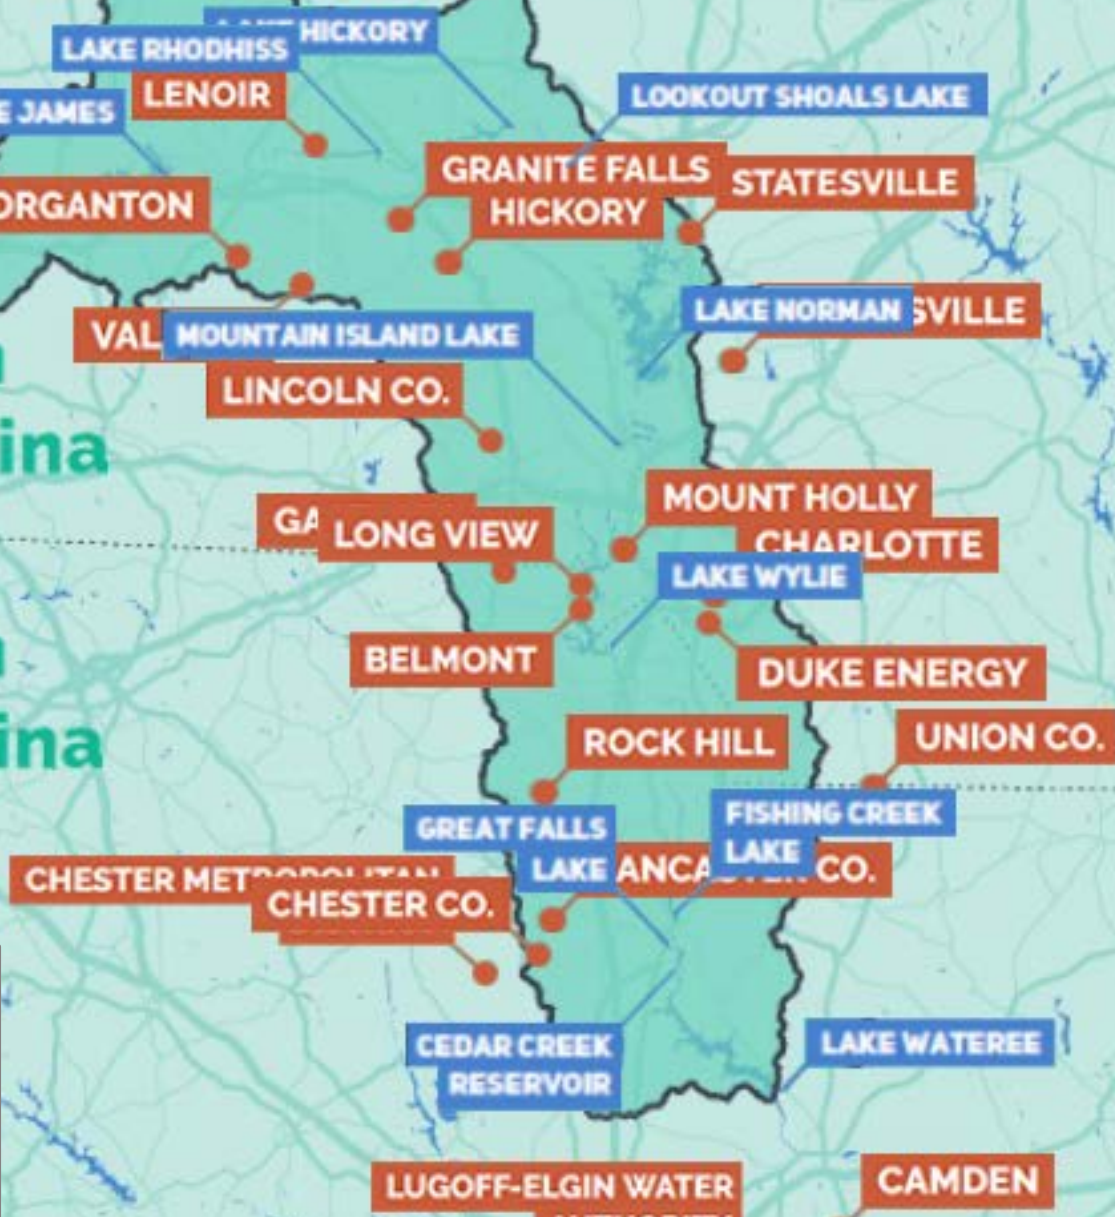 HICKORY
LAKE RHODHISS
LENOIR
LOOKOUT SHOALS LAKE
JAMES
GRANITE FALLS
STATESVILLE
ORGANTON
HICKORY
LAKE NORMAN
SVILLE
VAL
MOUNTAIN ISLAND LAKE
LINCOLN CO.
ina
MOUNT HOLLY
GA
LONG VIEW
CHARLOTTE
LAKE WYLIE
BELMONT
DUKE ENERGY
ina
ROCK HILL
UNION CO.
GREAT FALLS
LAKE
FISHING CREEK
LAKE
ANCASTER CO.
CHESTER METROPOLITAN
CHESTER CO.
CEDAR CREEK
RESERVOIR
LAKE WATEREE
LUGOFF-ELGIN WATER
CAMDEN